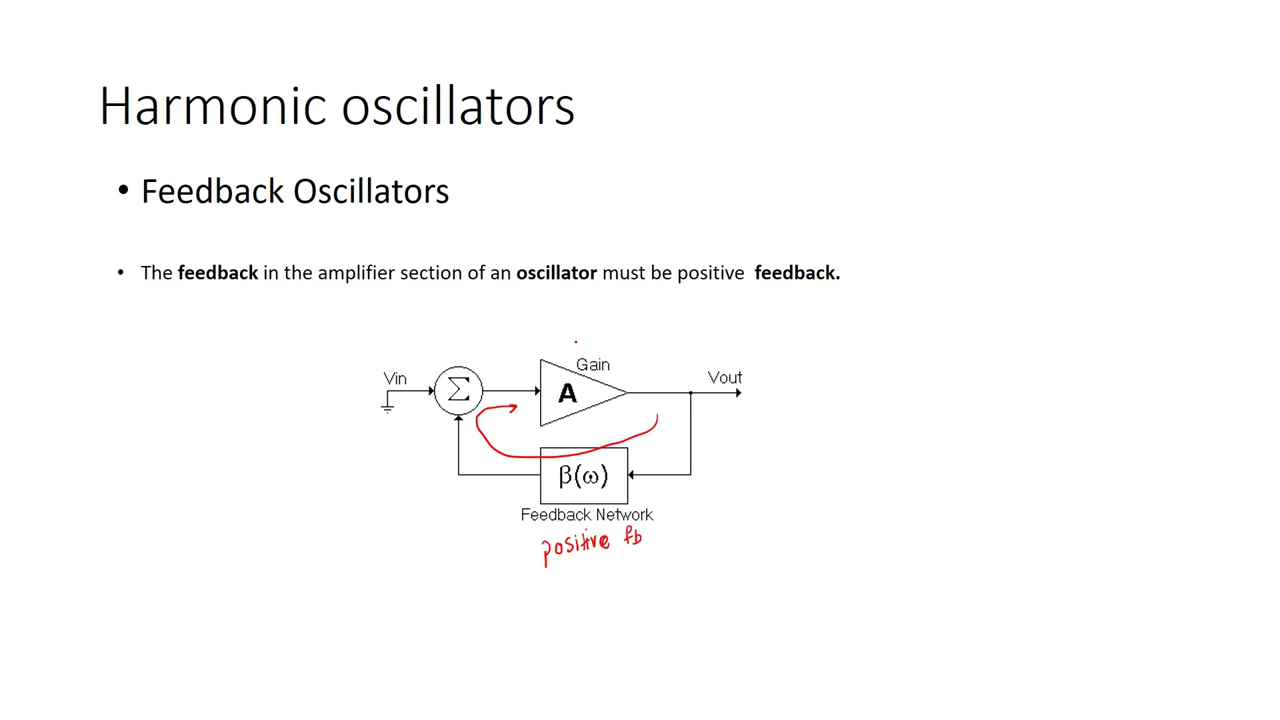 Harmonic oscillators
• Feedback Oscillators
• The feedback in the amplifier section of an oscillator must be positive feedback.
Gain
Vin
Σ
A
Vout
β(ω)
Feedback Network
positive fb